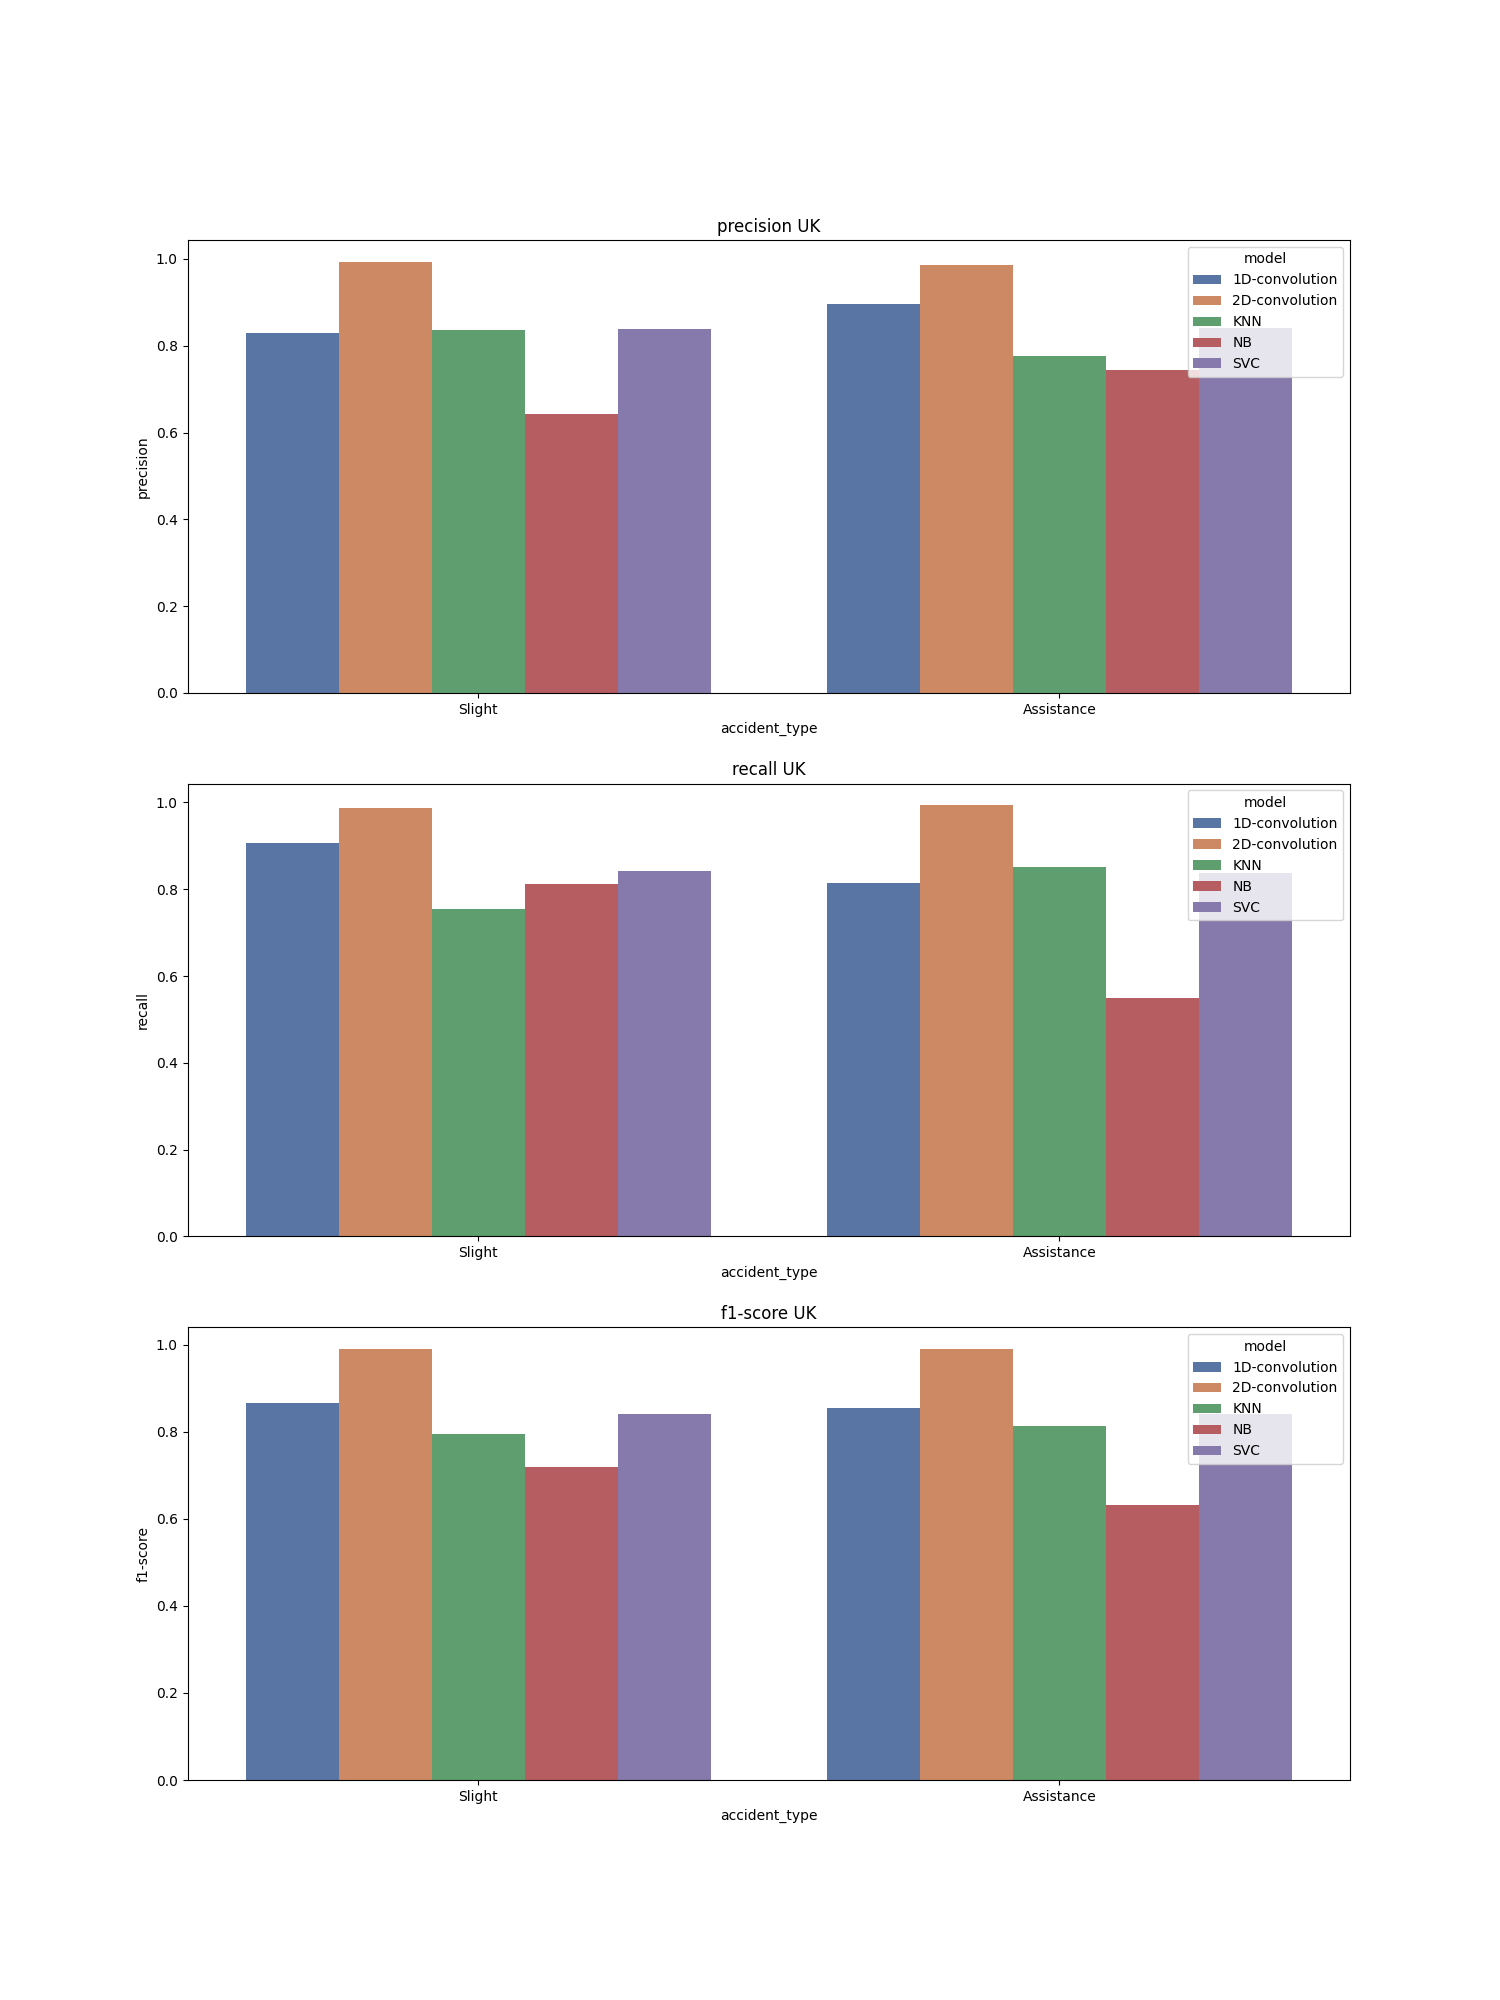 precision UK
model
1D-convolution
2D-convolution
KNN
NB
SVC
1.0
0.8
0.6
0.4
0.2
0.0
precision
Slight
Assistance
accident_type
recall UK
model
1D-convolution
2D-convolution
KNN
NB
SVC
1.0
0.8
0.6
0.4
0.2
0.0
recall
Slight
Assistance
accident_type
f1-score UK
model
1D-convolution
2D-convolution
KNN
NB
SVC
1.0
0.8
0.6
0.4
0.2
0.0
f1-score
Slight
Assistance
accident_type